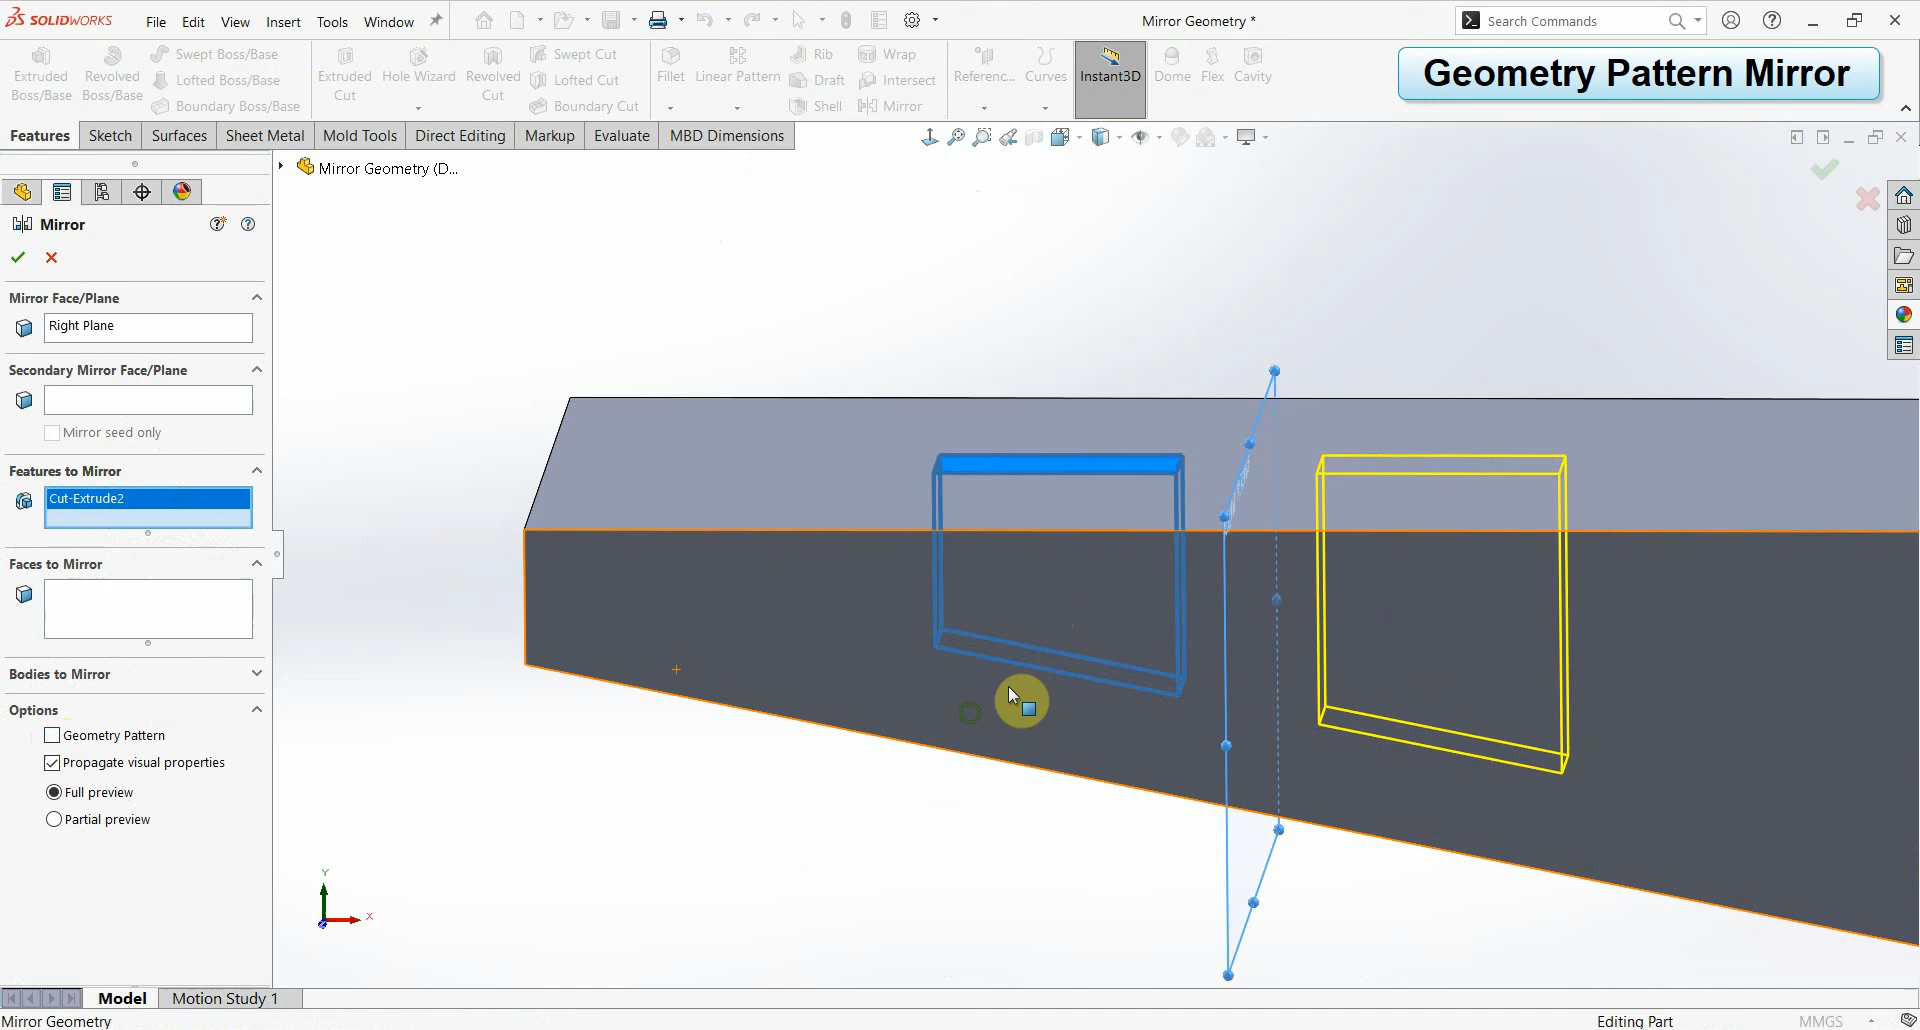 SOLIDWORKS File Edit View Insert Tools Window Mirror Geometry * Search Commands
Extruded Boss/Base
Revolved Boss/Base
Swept Boss/Base
Lofted Boss/Base
Boundary Boss/Base
Extruded Cut
Hole Wizard
Revolved Cut
Swept Cut
Lofted Cut
Boundary Cut
Fillet
Linear Pattern
Rib
Draft
Shell
Wrap
Intersect
Mirror
Referenc...
Curves
Instant3D
Dome
Flex
Cavity
Geometry Pattern Mirror
Features Sketch Surfaces Sheet Metal Mold Tools Direct Editing Markup Evaluate MBD Dimensions
Mirror Geometry (D...
Mirror
Mirror Face/Plane
Right Plane
Secondary Mirror Face/Plane
Mirror seed only
Features to Mirror
Cut-Extrude2
Faces to Mirror
Bodies to Mirror
Options
Geometry Pattern
Propagate visual properties
Full preview
Partial preview
Y
X
Model Motion Study 1
Mirror Geometry Editing Part MMGS